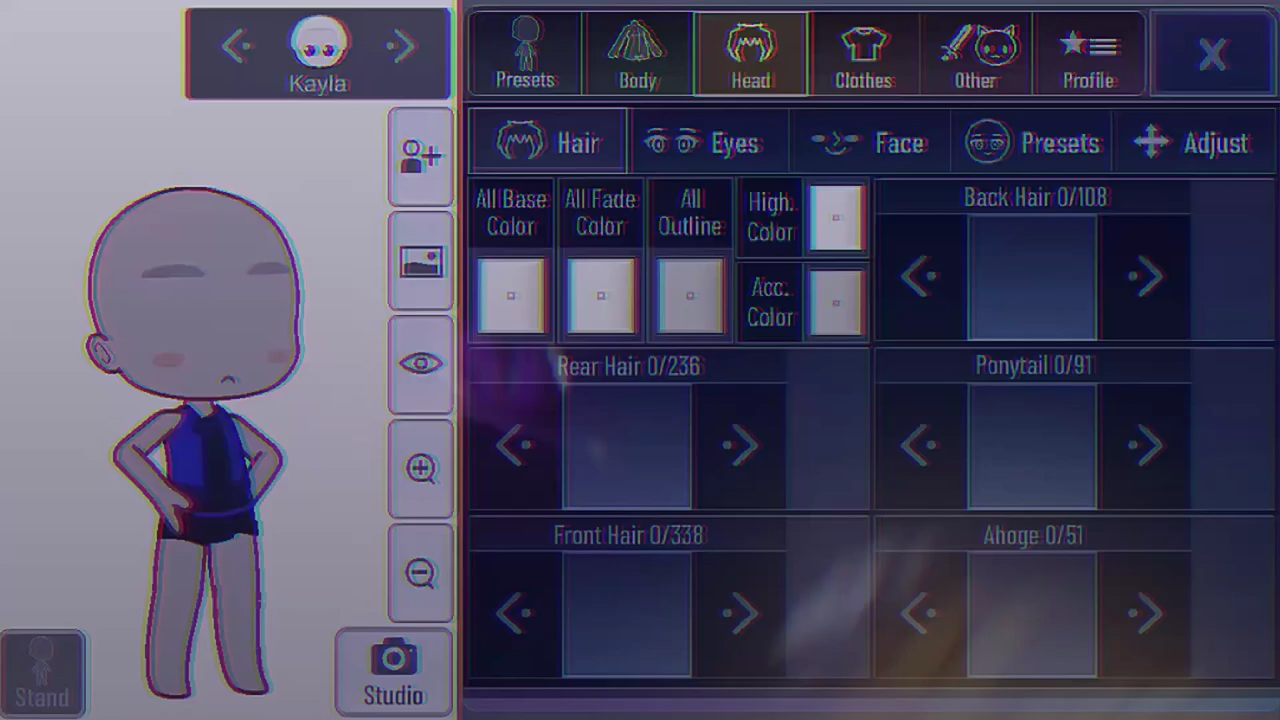 Kayla
Presets
Body
Head
Clothes
Other
Profile
X
Hair
Eyes
Face
Presets
Adjust
All Base
Color
All Fade
Color
All
Outline
High.
Color
Acc.
Color
Back Hair 0/108
Rear Hair 0/236
Ponytail 0/91
Front Hair 0/338
Ahoge 0/51
Stand
Studio